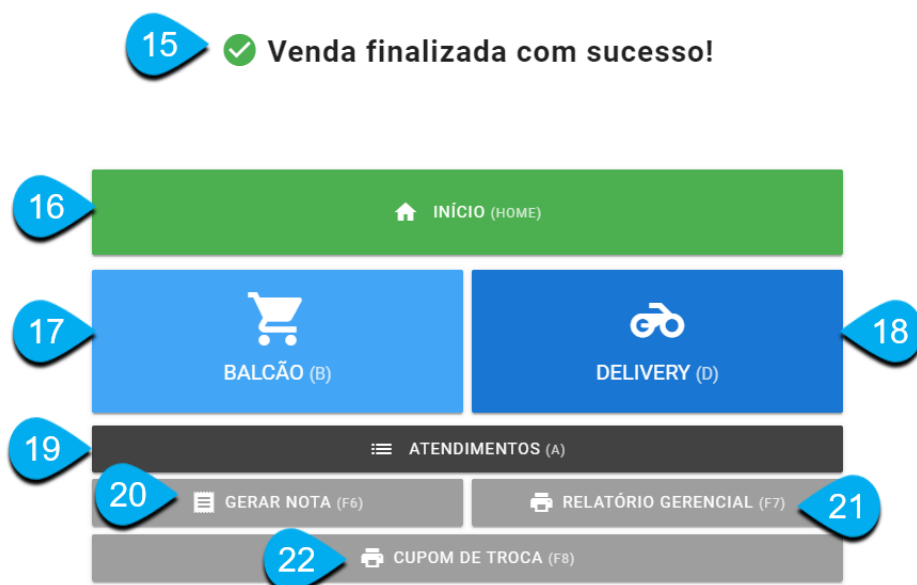 15 Venda finalizada com sucesso!
16 INÍCIO (HOME)
17 BALCÃO (B) DELIVERY (D) 18
19 ATENDIMENTOS (A)
20 GERAR NOTA (F6) RELATÓRIO GERENCIAL (F7) 21
22 CUPOM DE TROCA (F8)